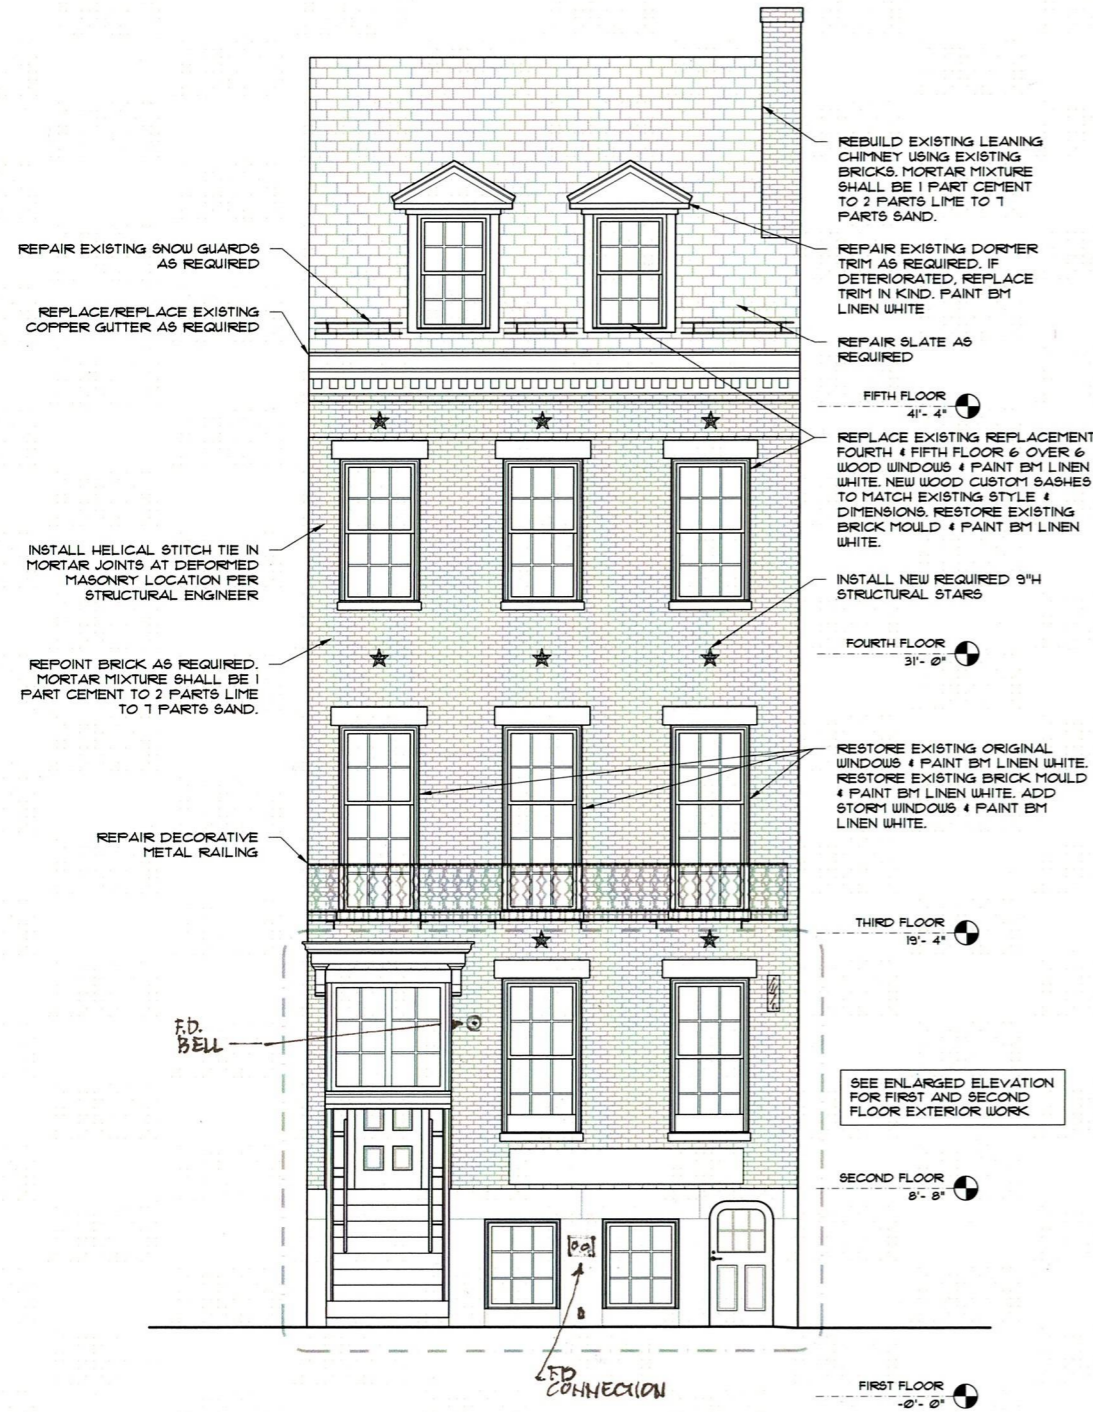 REBUILD EXISTING LEANING
CHIMNEY USING EXISTING
BRICKS. MORTAR MIXTURE
SHALL BE 1 PART CEMENT
TO 2 PARTS LIME TO 7
PARTS SAND.
REPAIR EXISTING SNOW GUARDS
AS REQUIRED
REPAIR EXISTING DORMER
TRIM AS REQUIRED. IF
DETERIORATED, REPLACE
TRIM IN KIND. PAINT BM
LINEN WHITE
REPLACE/REPLACE EXISTING
COPPER GUTTER AS REQUIRED
REPAIR SLATE AS
REQUIRED
FIFTH FLOOR
41'- 4"
REPLACE EXISTING REPLACEMENT
FOURTH & FIFTH FLOOR 6 OVER 6
WOOD WINDOWS & PAINT BM LINEN
WHITE. NEW WOOD CUSTOM SASHES
TO MATCH EXISTING STYLE &
DIMENSIONS. RESTORE EXISTING
BRICK MOULD & PAINT BM LINEN
WHITE.
INSTALL HELICAL STITCH TIE IN
MORTAR JOINTS AT DEFORMED
MASONRY LOCATION PER
STRUCTURAL ENGINEER
INSTALL NEW REQUIRED 9"H
STRUCTURAL STARS
FOURTH FLOOR
31'- 0"
REPOINT BRICK AS REQUIRED.
MORTAR MIXTURE SHALL BE 1
PART CEMENT TO 2 PARTS LIME
TO 7 PARTS SAND.
RESTORE EXISTING ORIGINAL
WINDOWS & PAINT BM LINEN WHITE.
RESTORE EXISTING BRICK MOULD
& PAINT BM LINEN WHITE. ADD
STORM WINDOWS & PAINT BM
LINEN WHITE.
REPAIR DECORATIVE
METAL RAILING
THIRD FLOOR
19'- 4"
F.D.
BELL
SEE ENLARGED ELEVATION
FOR FIRST AND SECOND
FLOOR EXTERIOR WORK
SECOND FLOOR
8'- 8"
FD
CONNECTION
FIRST FLOOR
-0'- 0"